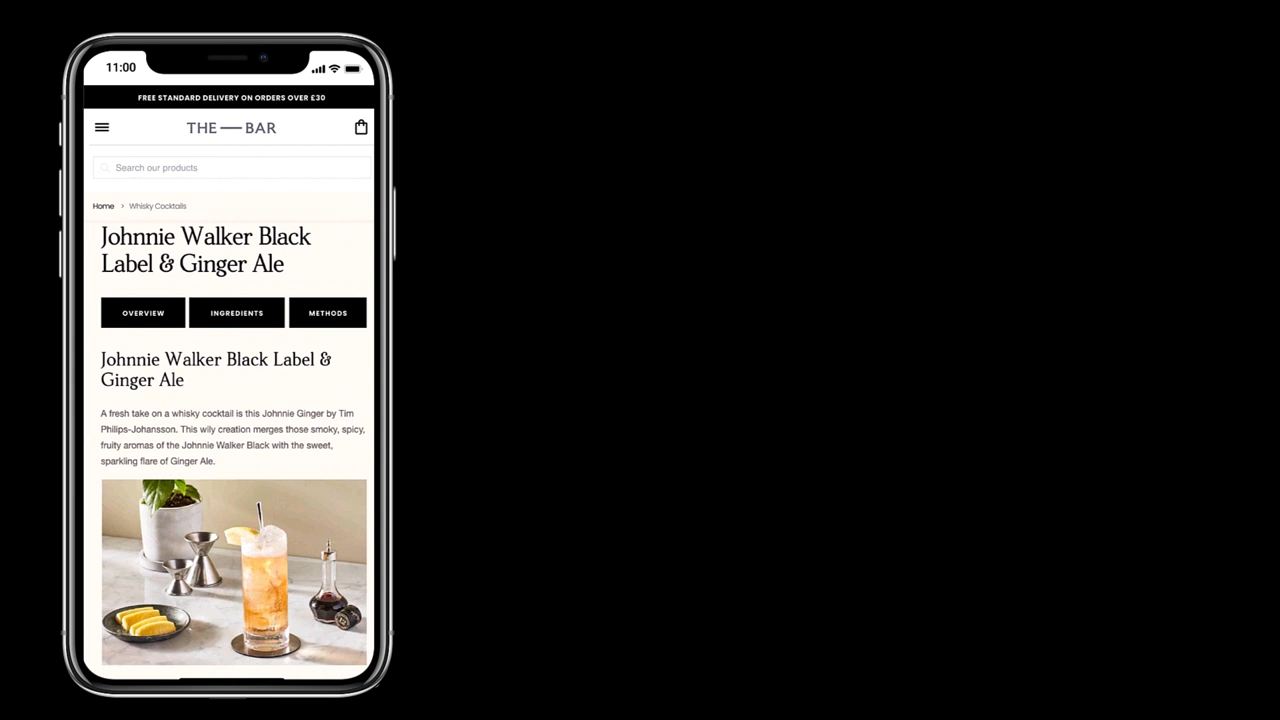 11:00
FREE STANDARD DELIVERY ON ORDERS OVER £30
THE — BAR
Search our products
Home > Whisky Cocktails
Johnnie Walker Black
Label & Ginger Ale
OVERVIEW INGREDIENTS METHODS
Johnnie Walker Black Label &
Ginger Ale
A fresh take on a whisky cocktail is this Johnnie Ginger by Tim
Philips-Johansson. This wily creation merges those smoky, spicy,
fruity aromas of the Johnnie Walker Black with the sweet,
sparkling flare of Ginger Ale.